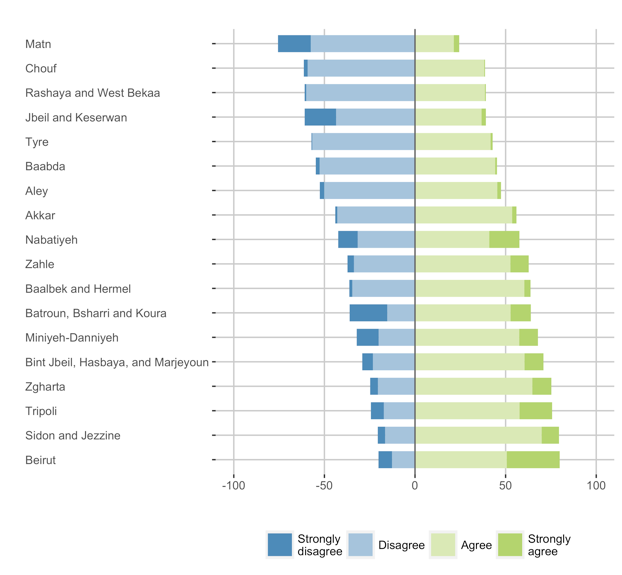 Matn
Chouf
Rashaya and West Bekaa
Jbeil and Keserwan
Tyre
Baabda
Aley
Akkar
Nabatiyeh
Zahle
Baalbek and Hermel
Batroun, Bsharri and Koura
Miniyeh-Danniyeh
Bint Jbeil, Hasbaya, and Marjeyoun
Zgharta
Tripoli
Sidon and Jezzine
Beirut
-100 -50 0 50 100
Strongly disagree Disagree Agree Strongly agree